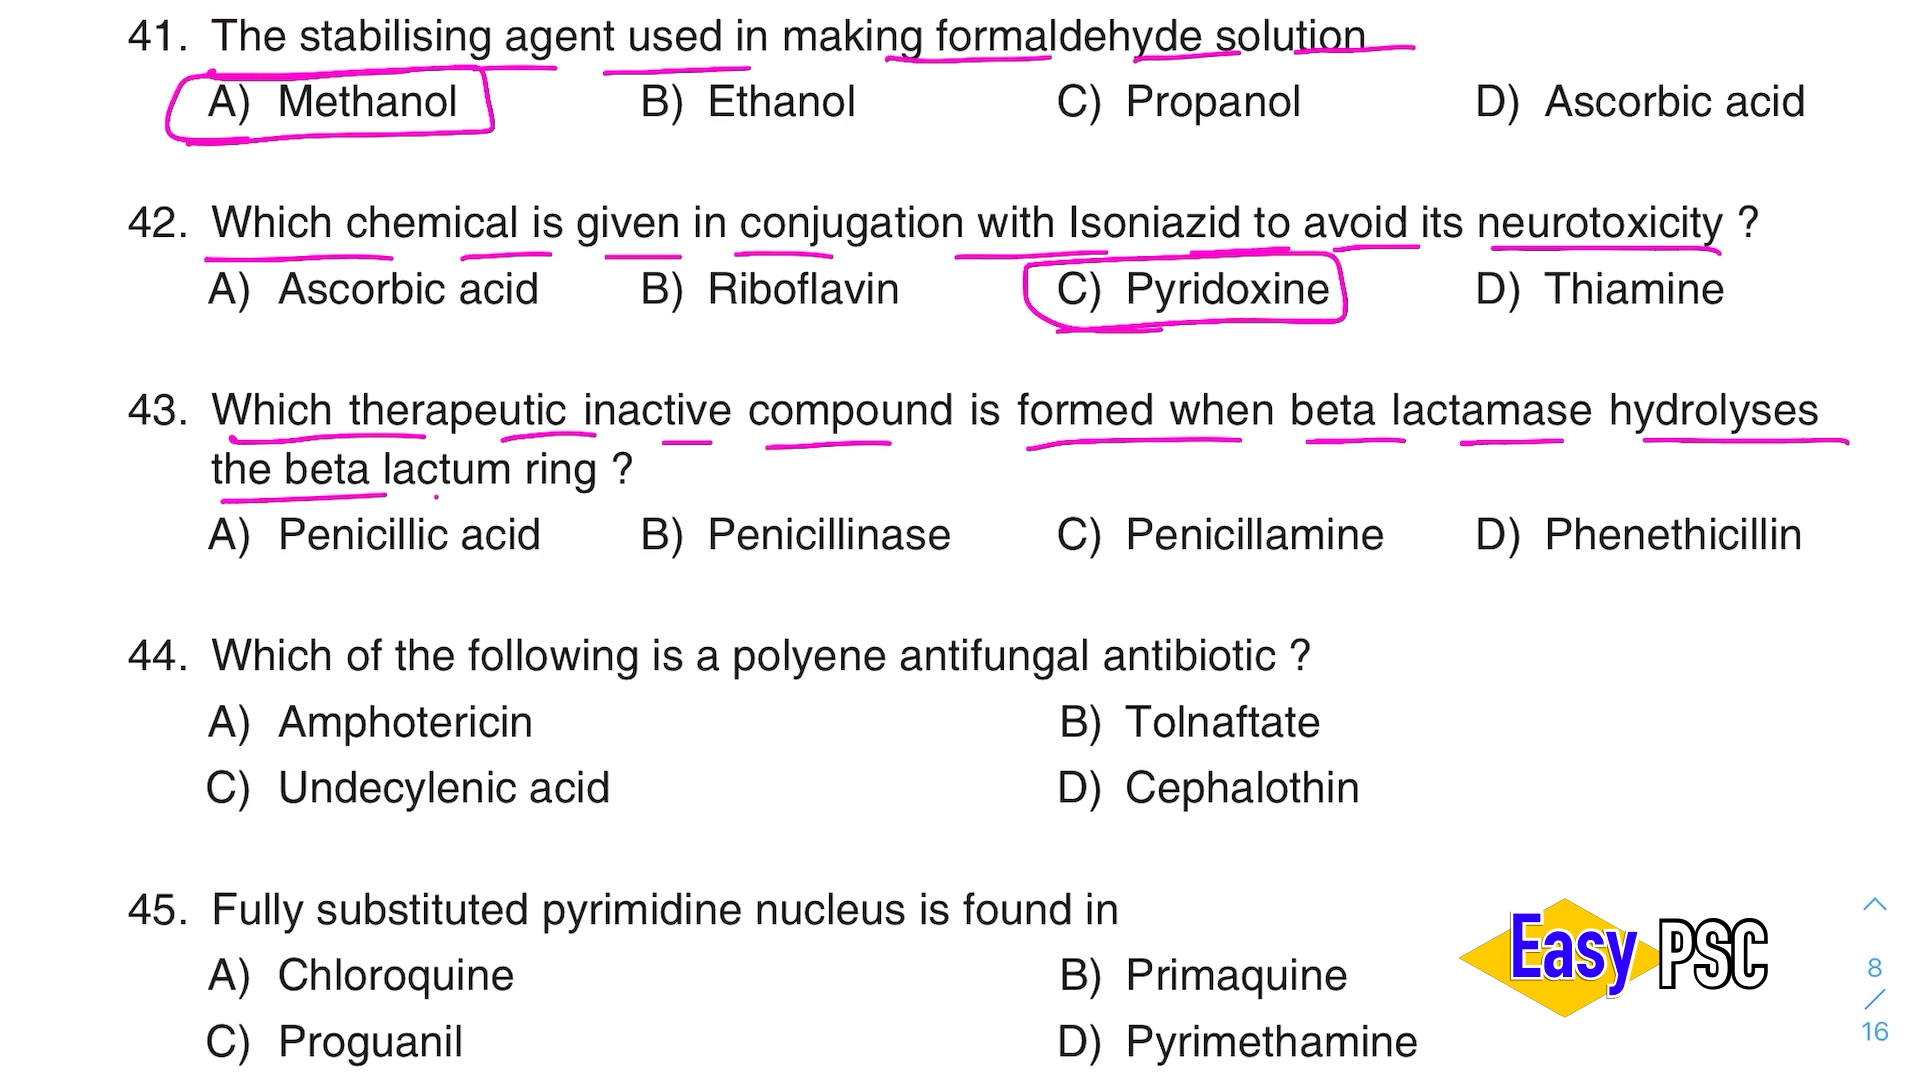 41. The stabilising agent used in making formaldehyde solution
A) Methanol B) Ethanol C) Propanol D) Ascorbic acid
42. Which chemical is given in conjugation with Isoniazid to avoid its neurotoxicity ?
A) Ascorbic acid B) Riboflavin C) Pyridoxine D) Thiamine
43. Which therapeutic inactive compound is formed when beta lactamase hydrolyses
the beta lactum ring ?
A) Penicillic acid B) Penicillinase C) Penicillamine D) Phenethicillin
44. Which of the following is a polyene antifungal antibiotic ?
A) Amphotericin B) Tolnaftate
C) Undecylenic acid D) Cephalothin
45. Fully substituted pyrimidine nucleus is found in
A) Chloroquine B) Primaquine
C) Proguanil D) Pyrimethamine
Easy PSC
8
/
16